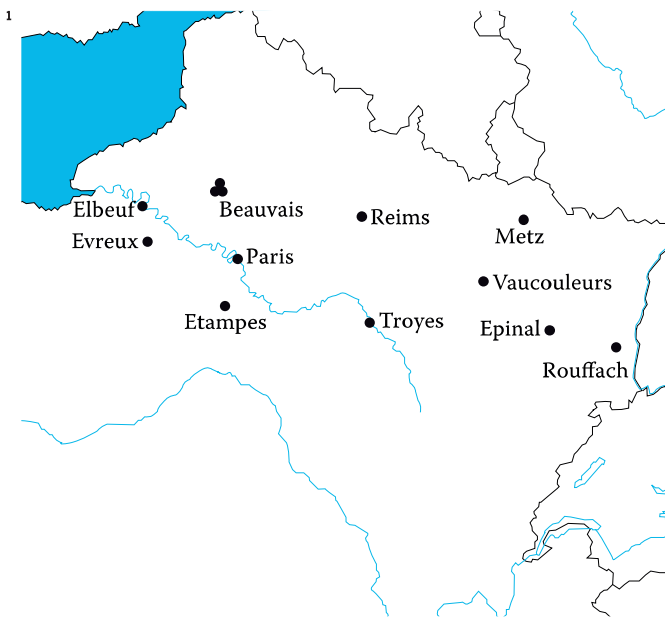 1
Elbeuf
Beauvais
Reims
Evreux
Metz
Paris
Vaucouleurs
Etampes
Troyes
Epinal
Rouffach